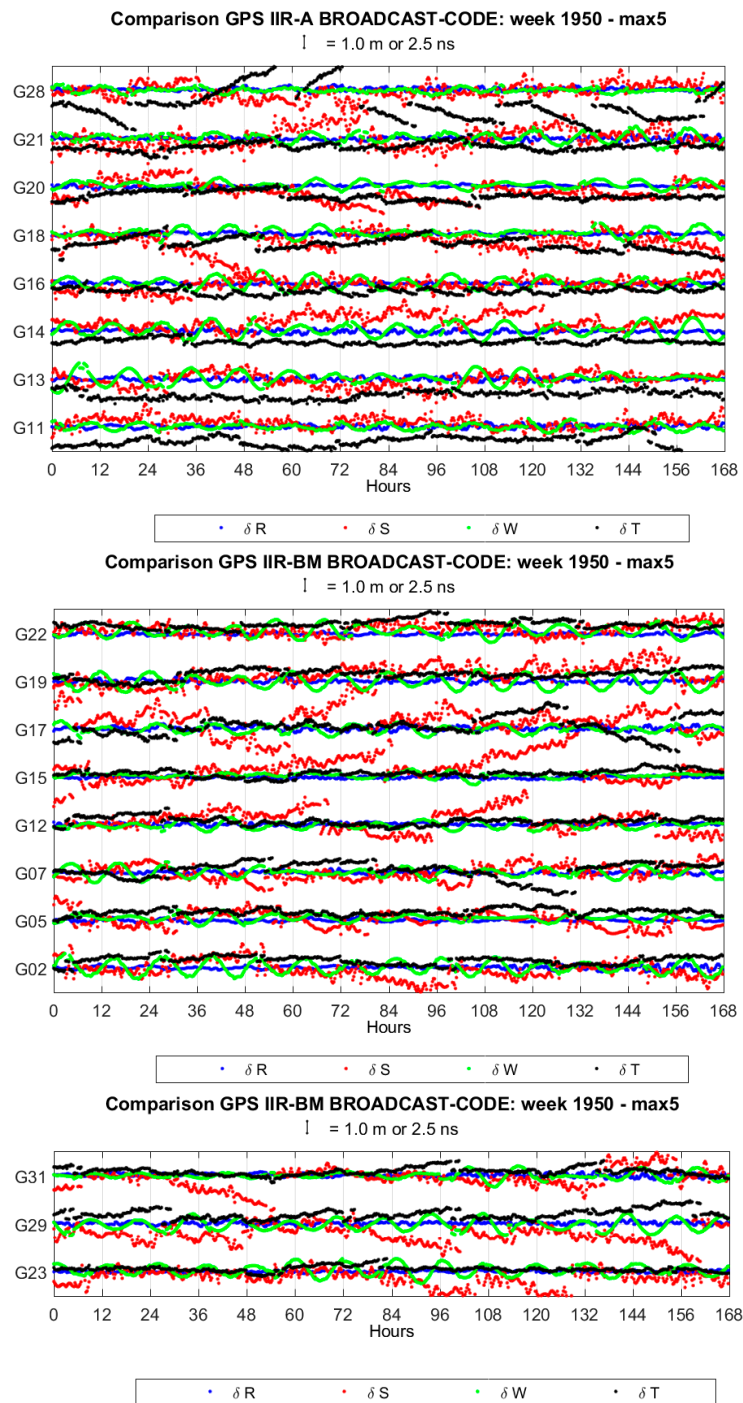 Comparison GPS IIR-A BROADCAST-CODE: week 1950 - max5
= 1.0 m or 2.5 ns
G28
G21
G20
G18
G16
G14
G13
G11
0 12 24 36 48 60 72 84 96 108 120 132 144 156 168
Hours
δ R δ S δ W δ T
Comparison GPS IIR-BM BROADCAST-CODE: week 1950 - max5
= 1.0 m or 2.5 ns
G22
G19
G17
G15
G12
G07
G05
G02
0 12 24 36 48 60 72 84 96 108 120 132 144 156 168
Hours
δ R δ S δ W δ T
Comparison GPS IIR-BM BROADCAST-CODE: week 1950 - max5
= 1.0 m or 2.5 ns
G31
G29
G23
0 12 24 36 48 60 72 84 96 108 120 132 144 156 168
Hours
δ R δ S δ W δ T